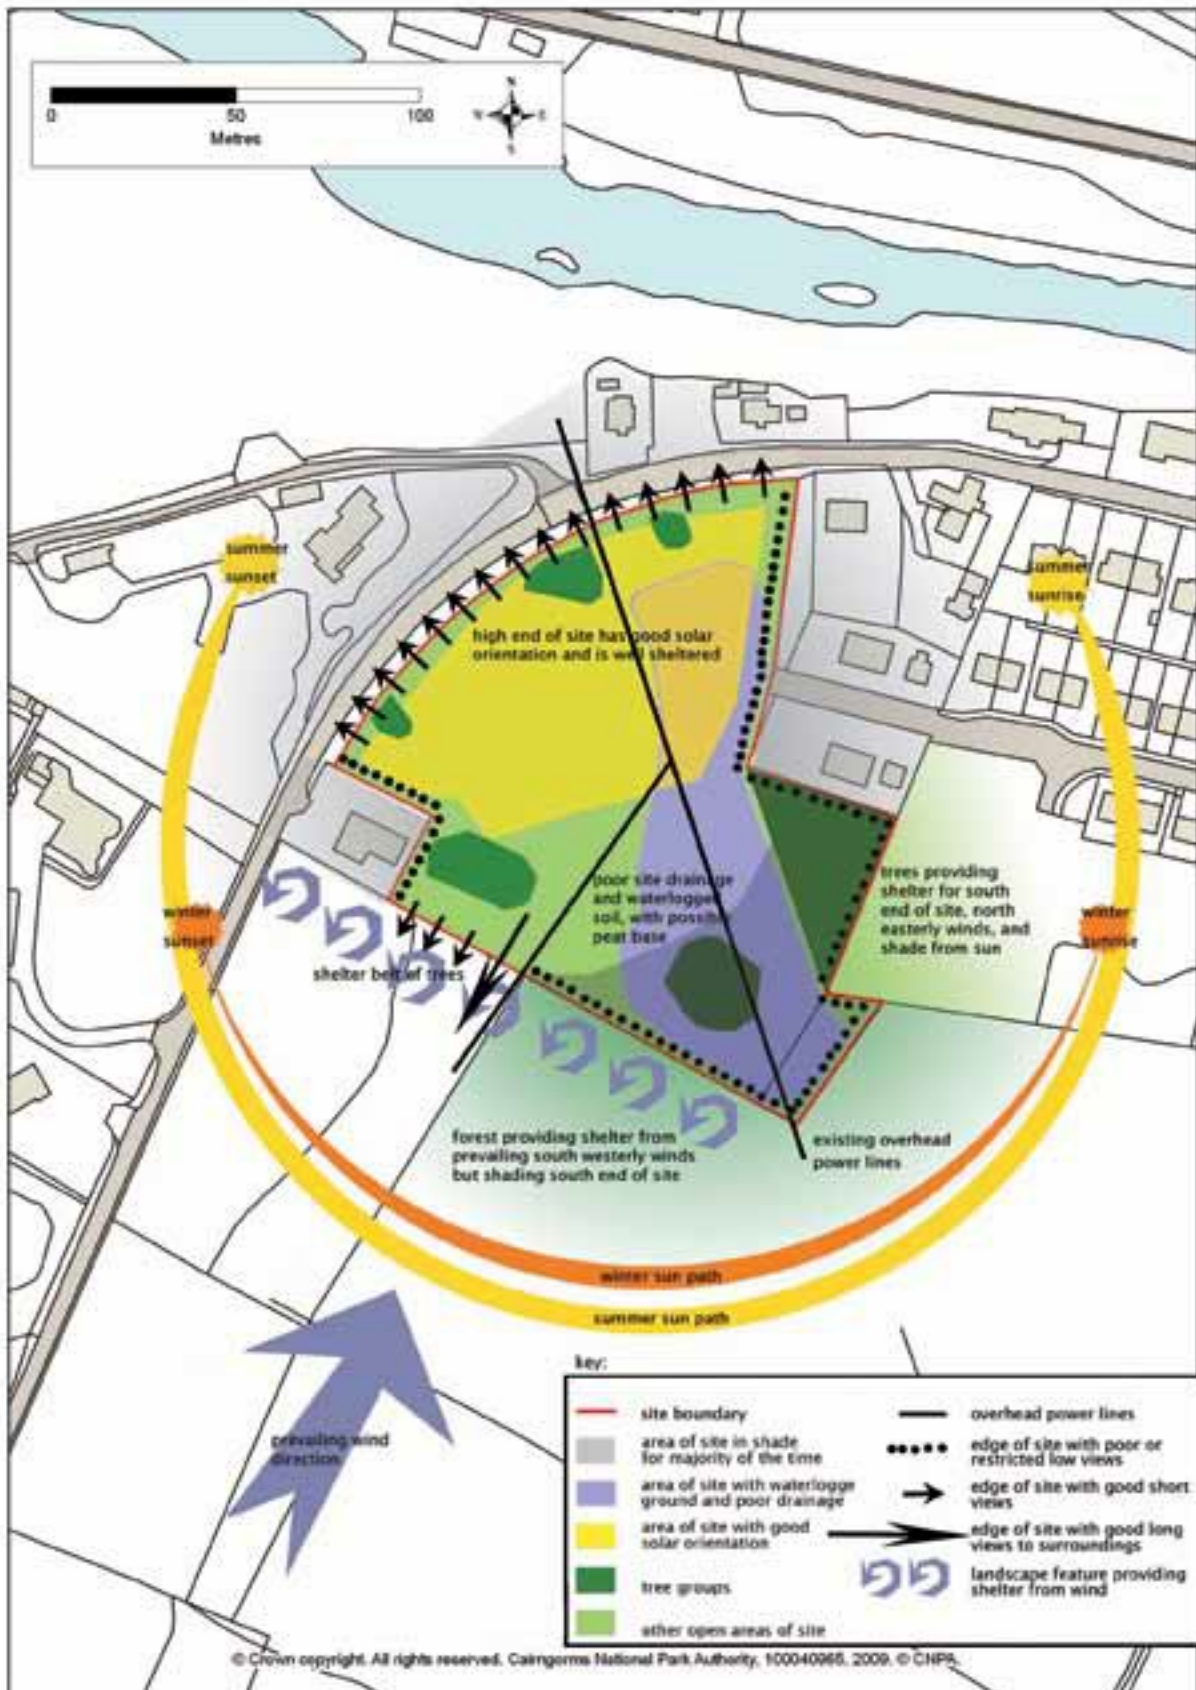 0 50 100
Metres
N
W E
S
summer
sunset
summer
sunrise
high end of site has good solar
orientation and is well sheltered
poor site drainage
and waterlogged
soil, with possible
peat base
trees providing
shelter for south
end of site, north
easterly winds, and
shade from sun
winter
sunset
winter
sunrise
shelter belt of trees
forest providing shelter from
prevailing south westerly winds
but shading south end of site
existing overhead
power lines
winter sun path
summer sun path
prevailing wind
direction
key:
site boundary
area of site in shade
for majority of the time
area of site with waterlogge
ground and poor drainage
area of site with good
solar orientation
tree groups
other open areas of site
overhead power lines
edge of site with poor or
restricted low views
edge of site with good short
views
edge of site with good long
views to surroundings
landscape feature providing
shelter from wind
© Crown copyright. All rights reserved. Cairngorms National Park Authority, 100040965, 2009. © CNPA.